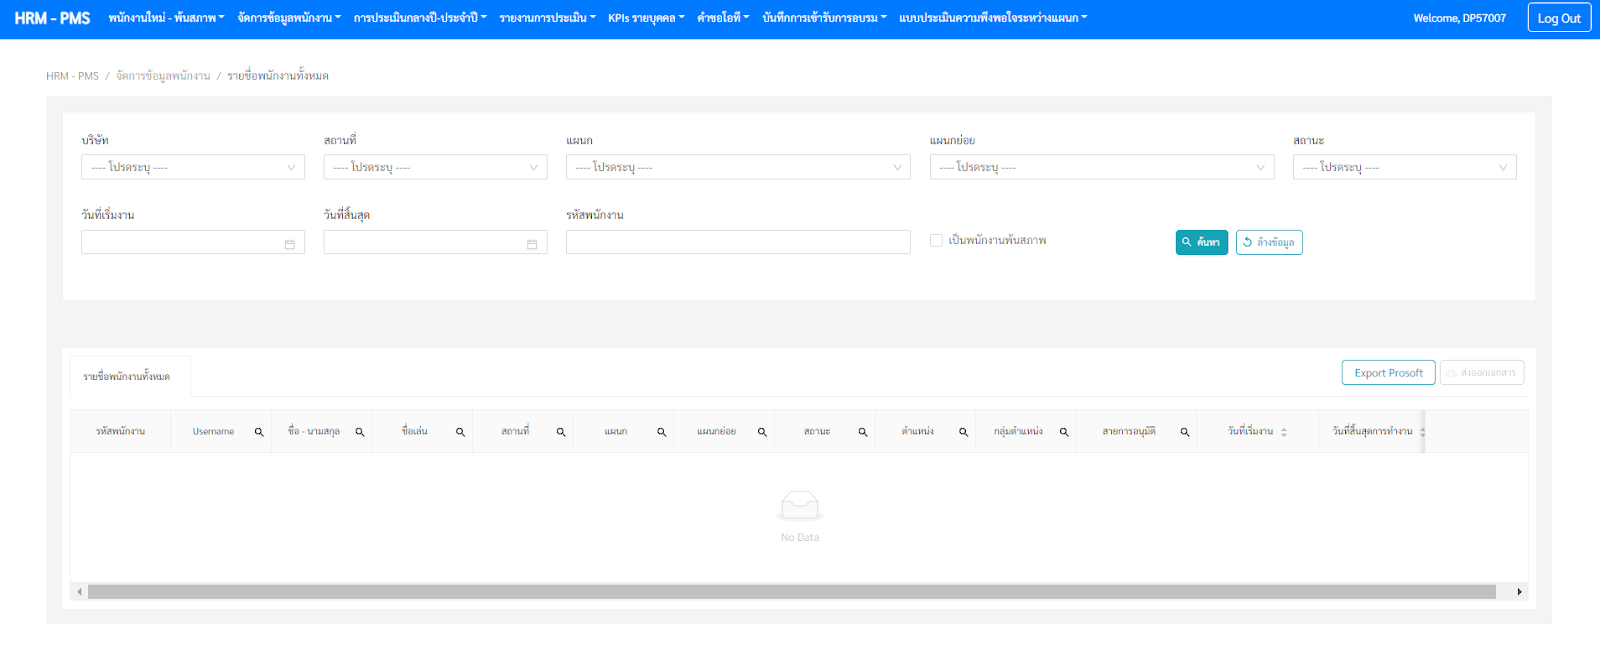 HRM - PMS พนักงานใหม่ - พ้นสภาพ จัดการข้อมูลพนักงาน การประเมินกลางปี-ประจำปี รายงานการประเมิน KPIs รายบุคคล คำขอโอที บันทึกการเข้ารับการอบรม แบบประเมินความพึงพอใจระหว่างแผนก Welcome, DP57007 Log Out
HRM - PMS / จัดการข้อมูลพนักงาน / รายชื่อพนักงานทั้งหมด
บริษัท สถานที่ แผนก แผนกย่อย สถานะ
---- โปรดระบุ ---- ---- โปรดระบุ ---- ---- โปรดระบุ ---- ---- โปรดระบุ ---- ---- โปรดระบุ ----
วันที่เริ่มงาน วันที่สิ้นสุด รหัสพนักงาน
เป็นพนักงานพ้นสภาพ ค้นหา ล้างข้อมูล
รายชื่อพนักงานทั้งหมด Export Prosoft ส่งออกเอกสาร
รหัสพนักงาน Username ชื่อ - นามสกุล ชื่อเล่น สถานที่ แผนก แผนกย่อย สถานะ ตำแหน่ง กลุ่มตำแหน่ง สายการอนุมัติ วันที่เริ่มงาน วันที่สิ้นสุดการทำงาน
No Data